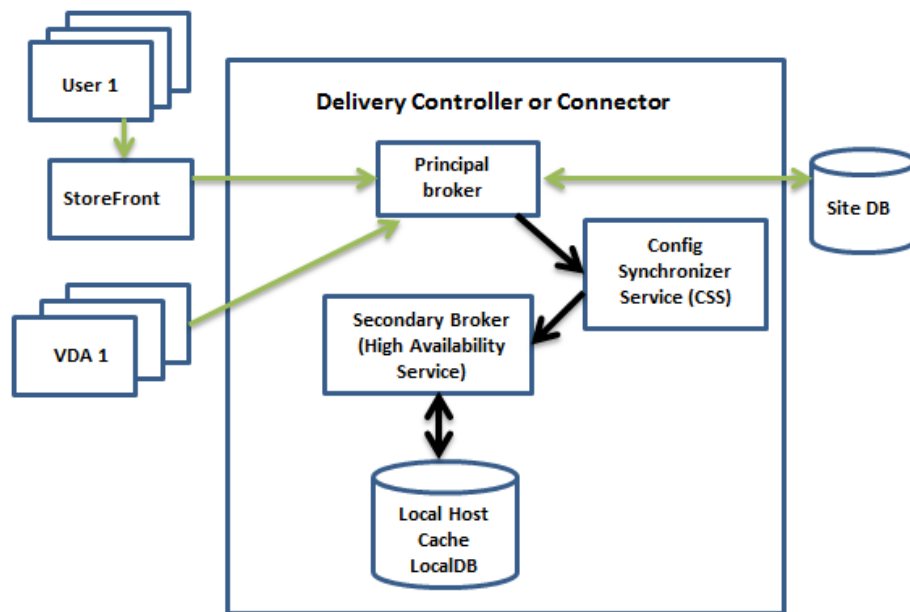 User 1
Delivery Controller or Connector
Principal
broker
StoreFront
Site DB
Config
Synchronizer
Service (CSS)
Secondary Broker
(High Availability
Service)
VDA 1
Local Host
Cache
LocalDB